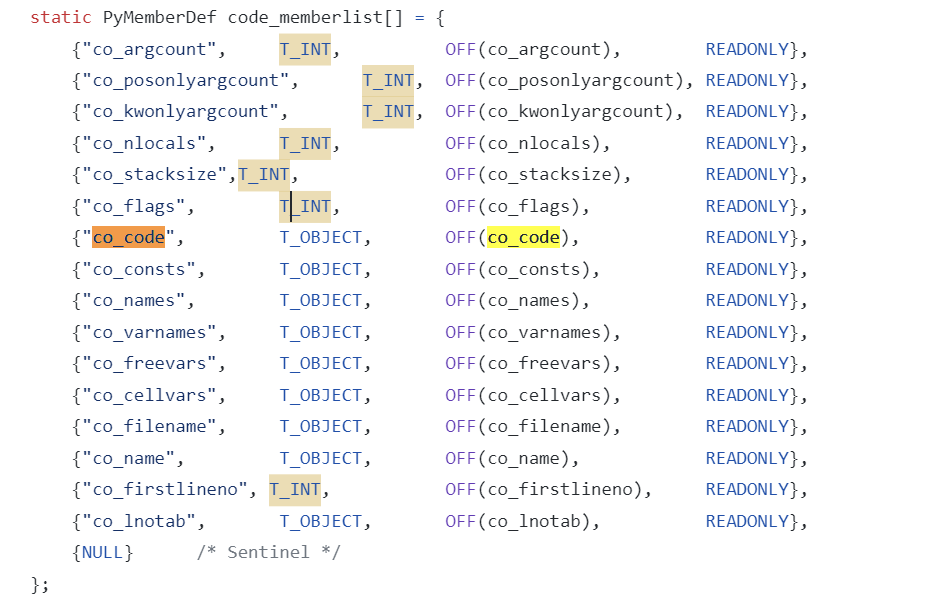 static PyMemberDef code_memberlist[] = {
    {"co_argcount",     T_INT,          OFF(co_argcount),        READONLY},
    {"co_posonlyargcount",      T_INT,  OFF(co_posonlyargcount), READONLY},
    {"co_kwonlyargcount",       T_INT,  OFF(co_kwonlyargcount),  READONLY},
    {"co_nlocals",      T_INT,          OFF(co_nlocals),         READONLY},
    {"co_stacksize",T_INT,              OFF(co_stacksize),       READONLY},
    {"co_flags",        T_INT,          OFF(co_flags),           READONLY},
    {"co_code",         T_OBJECT,       OFF(co_code),            READONLY},
    {"co_consts",       T_OBJECT,       OFF(co_consts),          READONLY},
    {"co_names",        T_OBJECT,       OFF(co_names),           READONLY},
    {"co_varnames",     T_OBJECT,       OFF(co_varnames),        READONLY},
    {"co_freevars",     T_OBJECT,       OFF(co_freevars),        READONLY},
    {"co_cellvars",     T_OBJECT,       OFF(co_cellvars),        READONLY},
    {"co_filename",     T_OBJECT,       OFF(co_filename),        READONLY},
    {"co_name",         T_OBJECT,       OFF(co_name),            READONLY},
    {"co_firstlineno", T_INT,           OFF(co_firstlineno),     READONLY},
    {"co_lnotab",       T_OBJECT,       OFF(co_lnotab),          READONLY},
    {NULL}      /* Sentinel */
};